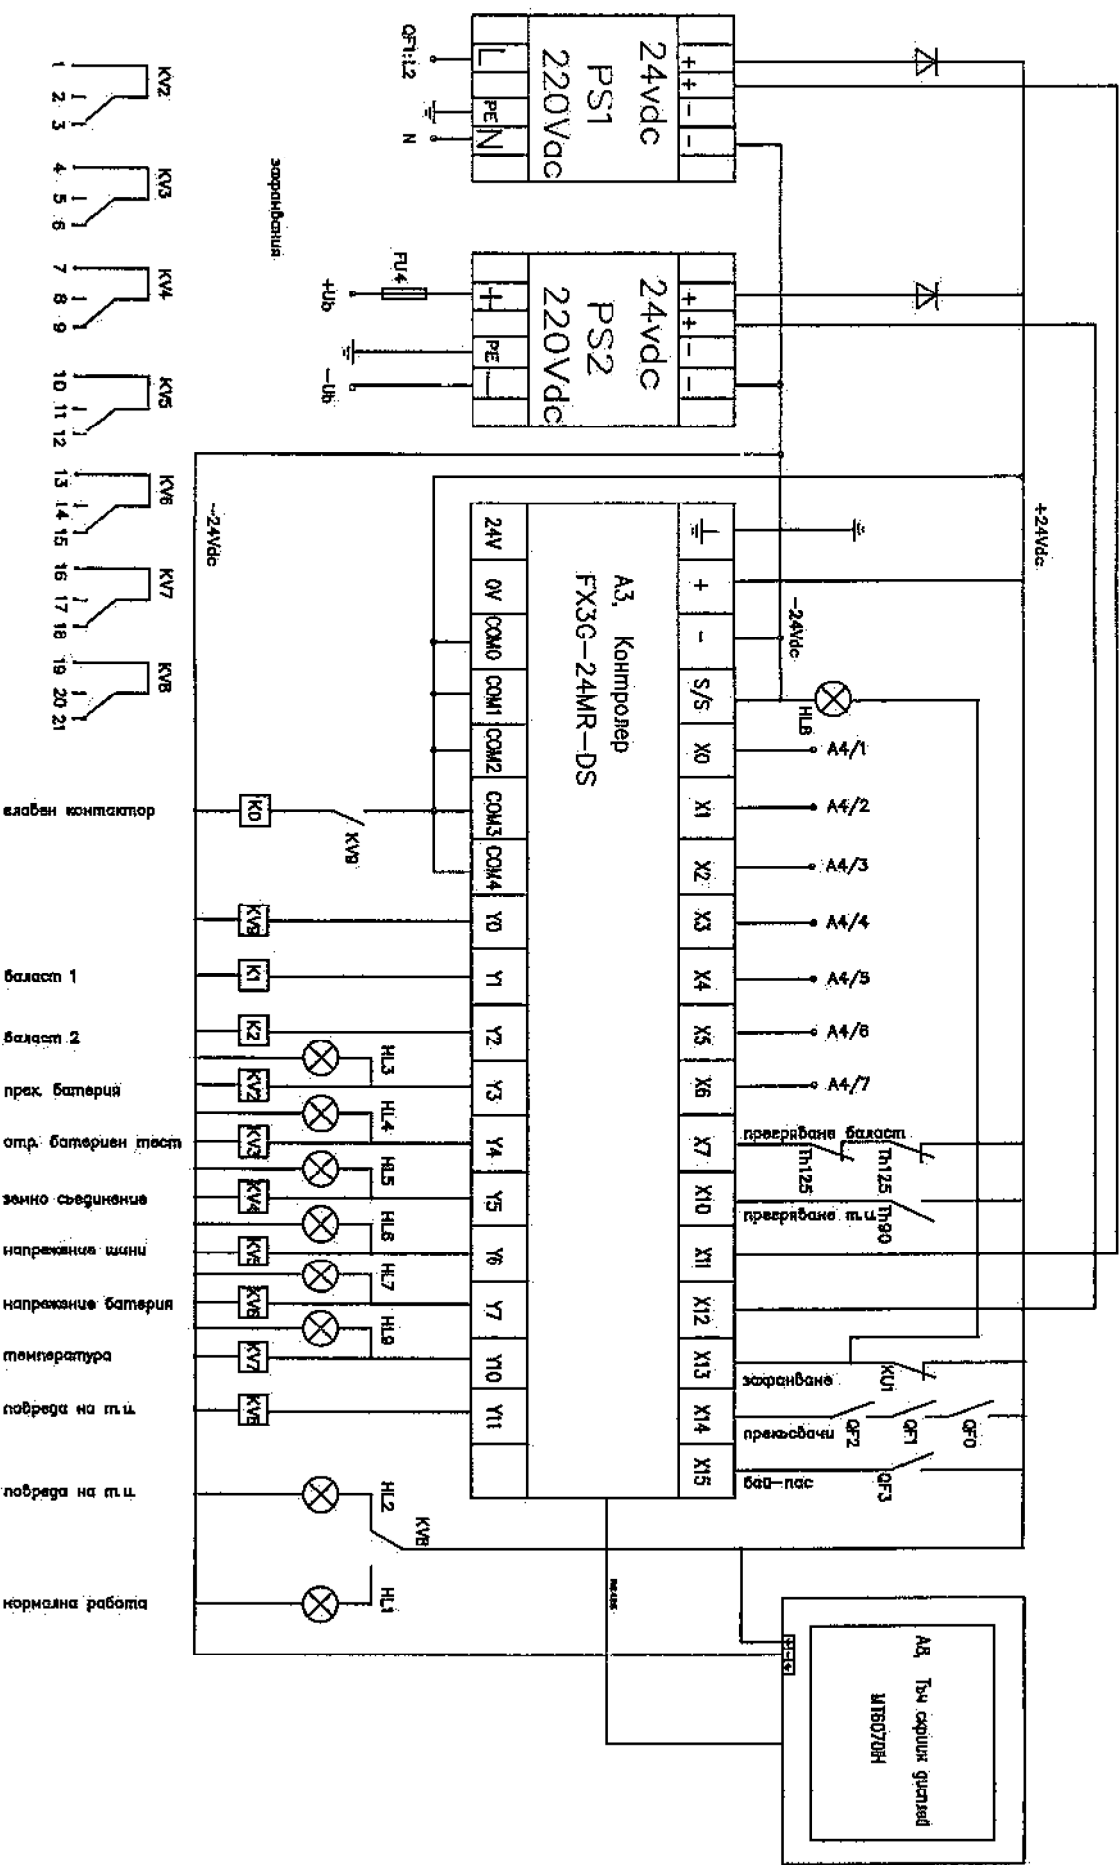 24vdc
PS1
220Vac
+
+
-
-
L
PE
N
QF1:L2
N
захранвания
24vdc
PS2
220Vdc
+
+
-
-
+
PE
-
FU4
+Ub
-Ub
+24Vdc
-24Vdc
-24Vdc
A3, Контролер
FX3G-24MR-DS
+
-
S/S
X0
X1
X2
X3
X4
X5
X6
X7
X10
X11
X12
X13
X14
X15
24V
0V
COM0
COM1
COM2
COM3
COM4
Y0
Y1
Y2
Y3
Y4
Y5
Y6
Y7
Y10
Y11
HL8
A4/1
A4/2
A4/3
A4/4
A4/5
A4/6
A4/7
прегряване баласт
Th125
Th125
прегряване т.п.
Th90
захранване
KU1
прекъсвачи
QF2
QF1
QF0
бай-пас
QF3
KV9
K0
KV9
K1
K2
KV2
KV3
KV4
KV5
KV6
KV7
KV8
HL3
HL4
HL5
HL6
HL7
HL9
HL2
KV8
HL1
RS485
A8, Тъч скрийн дисплей
MT6070iH
KV2
1 2 3
KV3
4 5 6
KV4
7 8 9
KV5
10 11 12
KV6
13 14 15
KV7
16 17 18
KV8
19 20 21
главен контактор
баласт 1
баласт 2
прек. батерия
отр. батериен тест
земно съединение
напрежение шини
напрежение батерия
температура
повреда на т.п.
повреда на т.п.
нормална работа